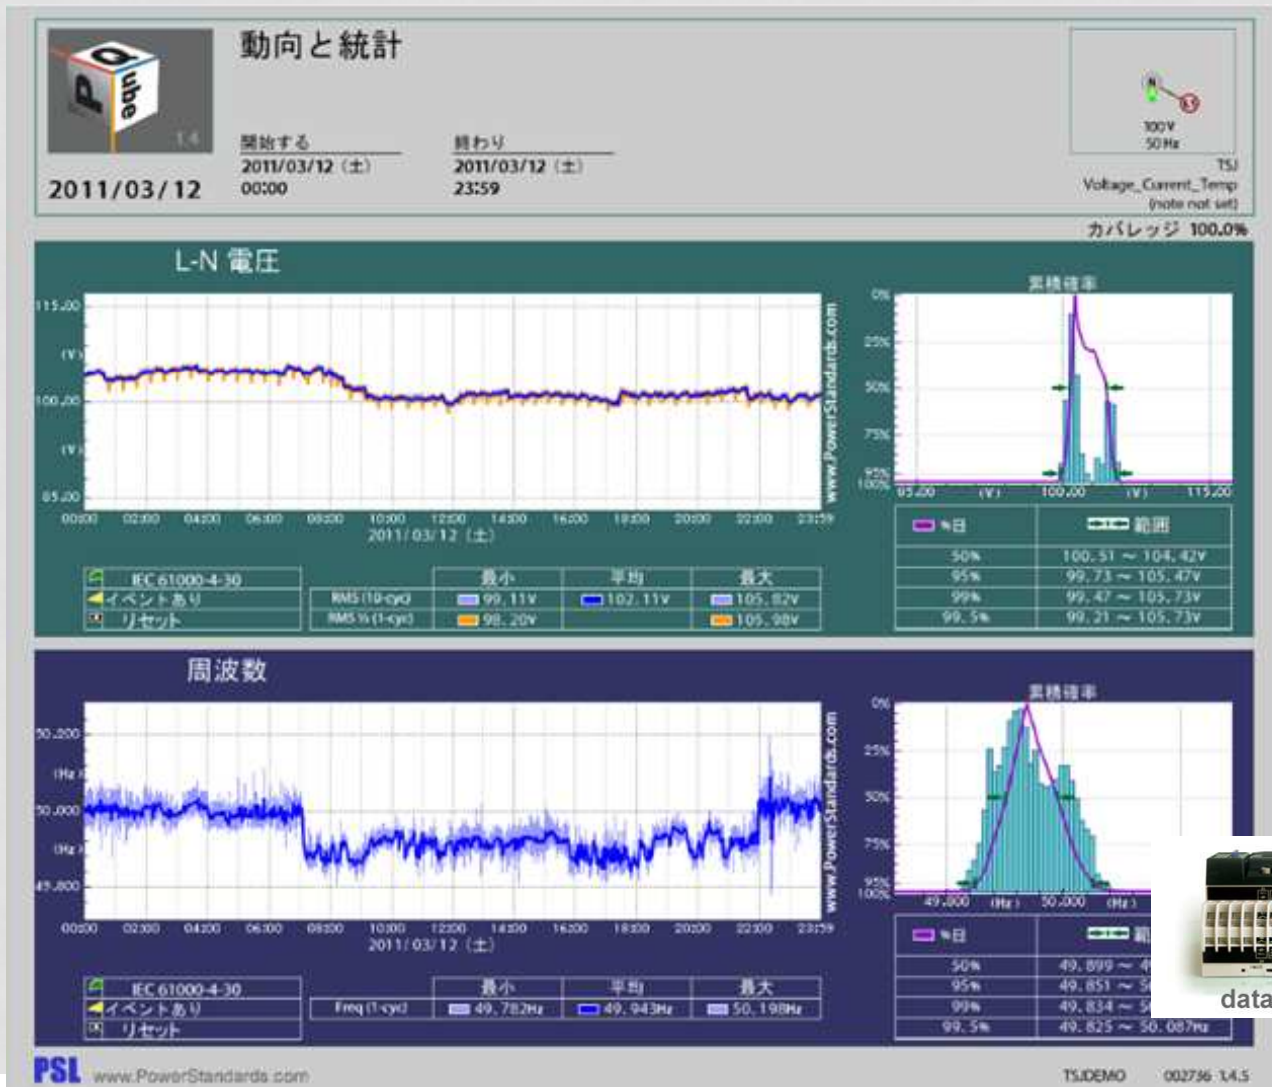 PQube
1.4
動向と統計
開始する 終わり
2011/03/12 (土) 2011/03/12 (土)
00:00 23:59
2011/03/12
N L1
100V
50 Hz
TSJ
Voltage_Current_Temp
(note not set)
カバレッジ 100.0%
L-N 電圧
115.00
(V)
100.00
(V)
85.00
00:00 02:00 04:00 06:00 08:00 10:00 12:00 14:00 16:00 18:00 20:00 22:00 23:59
2011/03/12 (土)
www.PowerStandards.com
累積確率
0%
25%
50%
75%
95%
100%
(V) 100.00 (V) 115.00
%日 範囲
50% 100.51 ~ 104.42V
95% 99.73 ~ 105.47V
99% 99.47 ~ 105.73V
99.5% 99.21 ~ 105.73V
IEC 61000-4-30
イベントあり
リセット
最小 平均 最大
RMS (10-cyc) 99.11V 102.11V 105.82V
RMS ½ (1-cyc) 98.20V 105.98V
周波数
50.200
(Hz)
50.000
(Hz)
49.800
00:00 02:00 04:00 06:00 08:00 10:00 12:00 14:00 16:00 18:00 20:00 22:00 23:59
2011/03/12 (土)
www.PowerStandards.com
累積確率
0%
25%
50%
75%
95%
100%
49.800 (Hz) 50.000 (Hz)
%日
50% 49.899 ~
95% 49.851 ~
99% 49.834 ~
99.5% 49.825 ~ 50.087Hz
IEC 61000-4-30
イベントあり
リセット
最小 平均 最大
Freq (1-cyc) 49.782Hz 49.943Hz 50.198Hz
data
PSL www.PowerStandards.com
TSJDEMO 002736 1.4.5